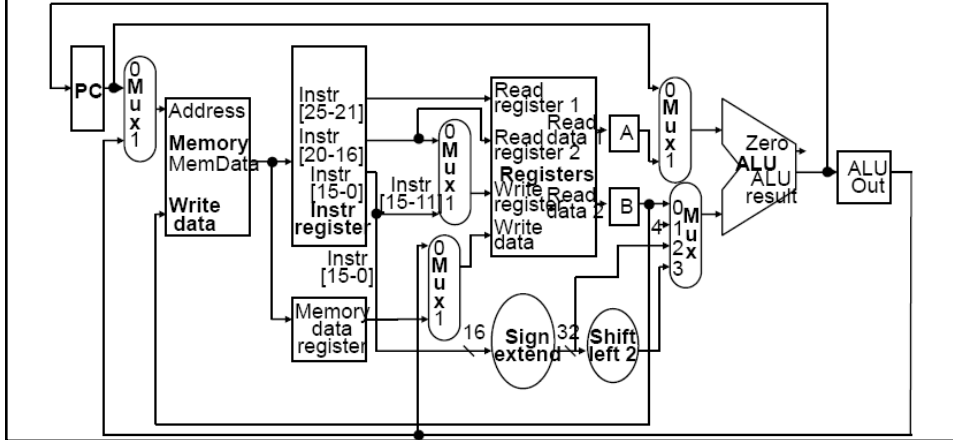 PC
0
M
u
x
1
Address
Memory
MemData
Write
data
Instr
[25-21]
Instr
[20-16]
Instr
[15-0]
Instr
register
Instr
[15-11]
Instr
[15-0]
Memory
data
register
0
M
u
x
1
0
M
u
x
1
Read
register 1
Read
data 1
Read
register 2
Registers
Write
register
Read
data 2
Write
data
16
Sign
extend
32
Shift
left 2
A
B
4
0
M
u
x
1
0
1
2
3
M
u
x
Zero
ALU
ALU
result
ALU
Out